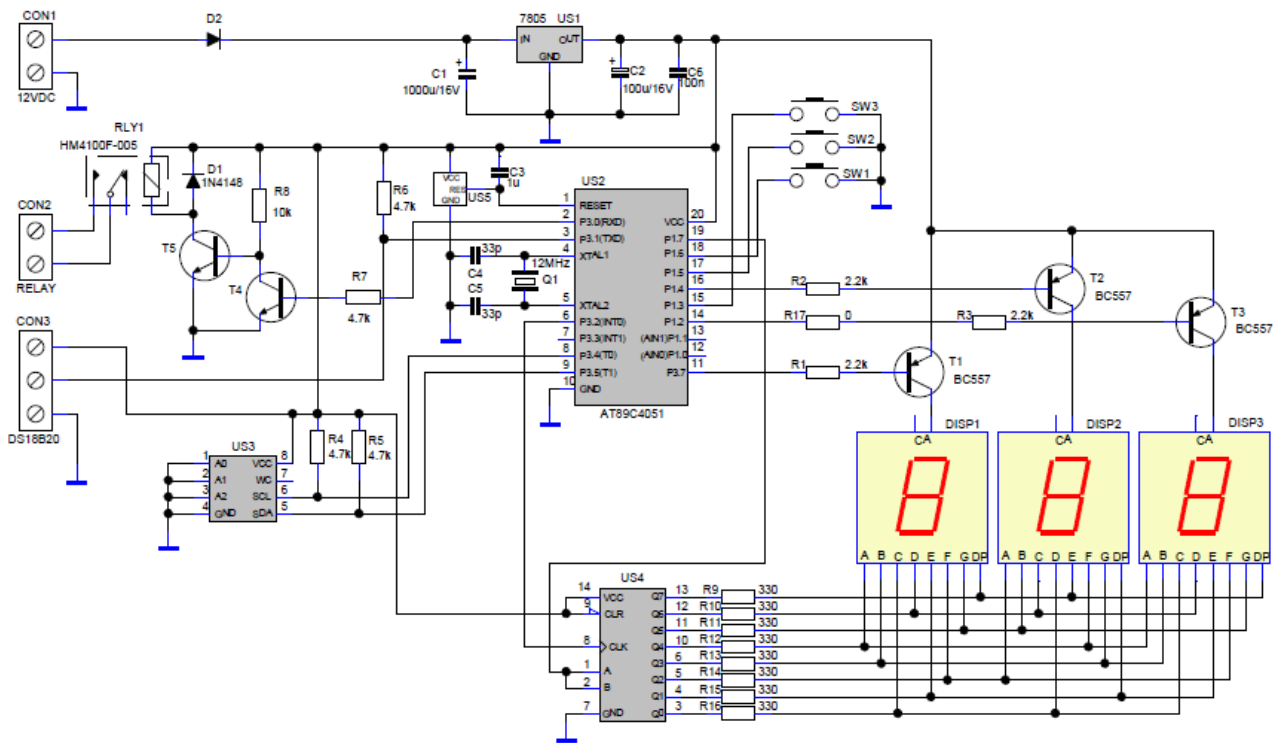 CON1
12VDC
D2
7805 US1
IN OUT
GND
C1
1000u/16V
+
C2
100u/16V
+
C6
100n
SW3
SW2
SW1
RLY1
HM4100F-005
D1
1N4148
R8
10k
R6
4.7k
VCC
RES
GND
US5
C3
1u
CON2
RELAY
T5
T4
R7
4.7k
33p
C4
12MHz
Q1
C5
33p
US2
1 RESET
2 P3.0(RXD) VCC 20
3 P3.1(TXD) P1.7 19
4 XTAL1 P1.6 18
P1.5 17
P1.4 16
5 XTAL2 P1.3 15
6 P3.2(INT0) P1.2 14
7 P3.3(INT1) (AIN1)P1.1 13
8 P3.4(T0) (AIN0)P1.0 12
9 P3.5(T1) P3.7 11
10 GND
AT89C4051
R2 2.2k
R17 0
R3 2.2k
R1 2.2k
T2
BC557
T3
BC557
T1
BC557
CON3
DS18B20
US3
1 A0 VCC 8
2 A1 WC 7
3 A2 SCL 6
4 GND SDA 5
R4
4.7k
R5
4.7k
DISP1
CA
8
A B C D E F G DP
DISP2
CA
8
A B C D E F G DP
DISP3
CA
8
A B C D E F G DP
US4
14 VCC Q7 13 R9 330
9 CLR Q6 12 R10 330
Q5 11 R11 330
8 CLK Q4 10 R12 330
Q3 6 R13 330
1 A Q2 5 R14 330
2 B Q1 4 R15 330
7 GND Q0 3 R16 330